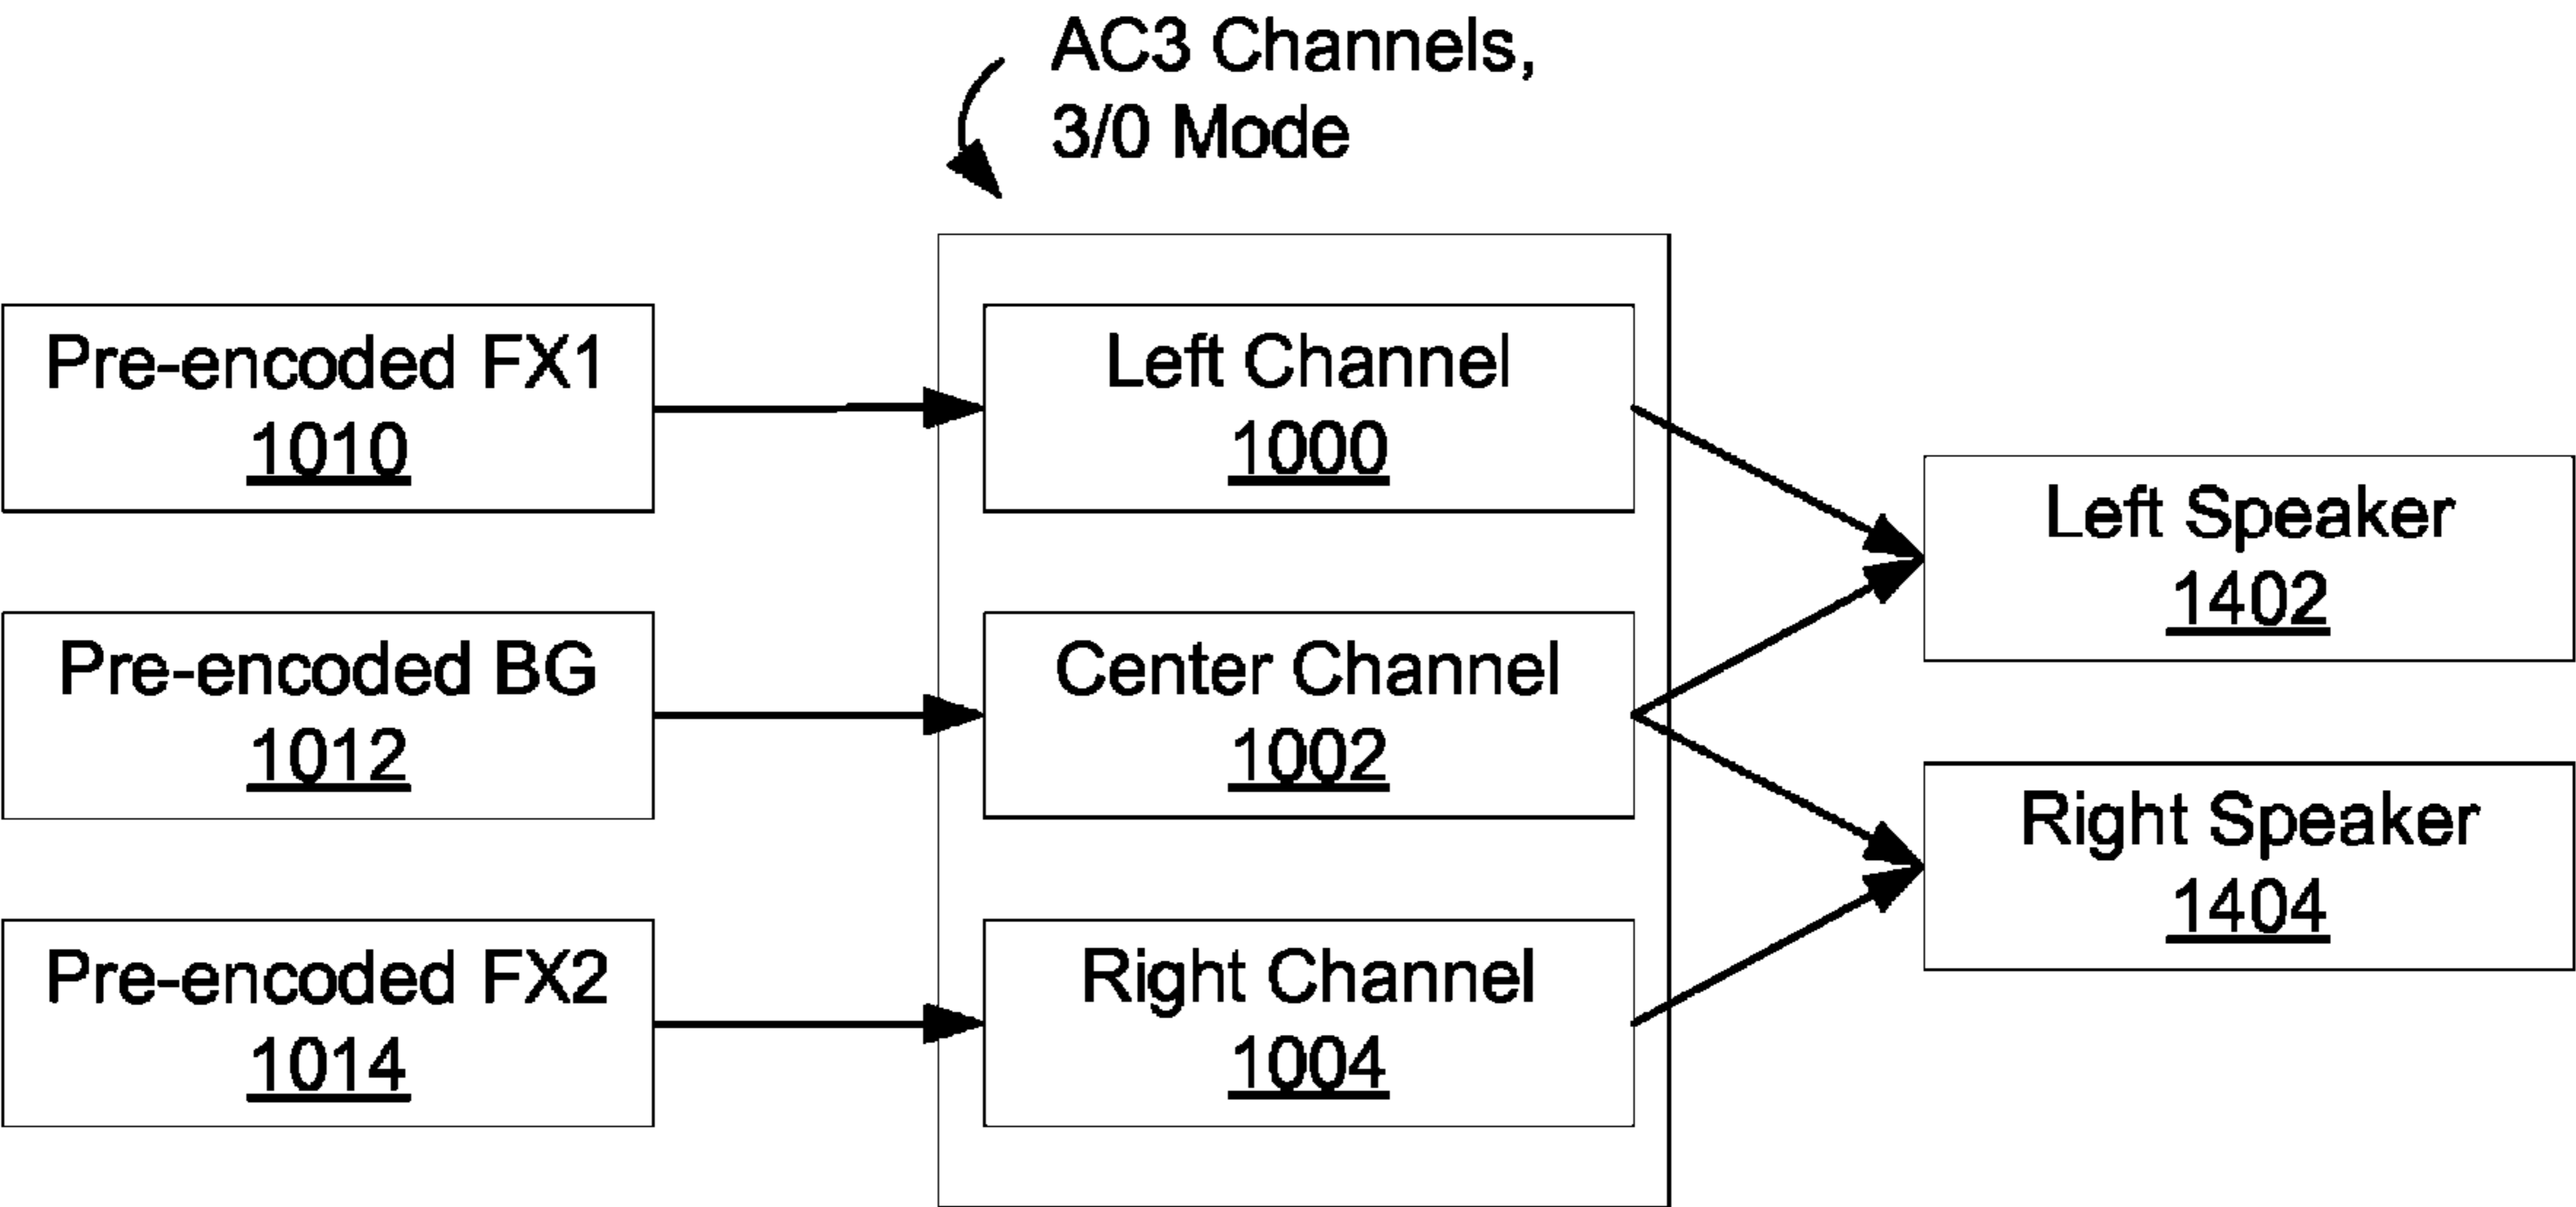 AC3 Channels,
3/0 Mode
Pre-encoded FX1
1010
Left Channel
1000
Left Speaker
1402
Pre-encoded BG
1012
Center Channel
1002
Right Speaker
1404
Pre-encoded FX2
1014
Right Channel
1004